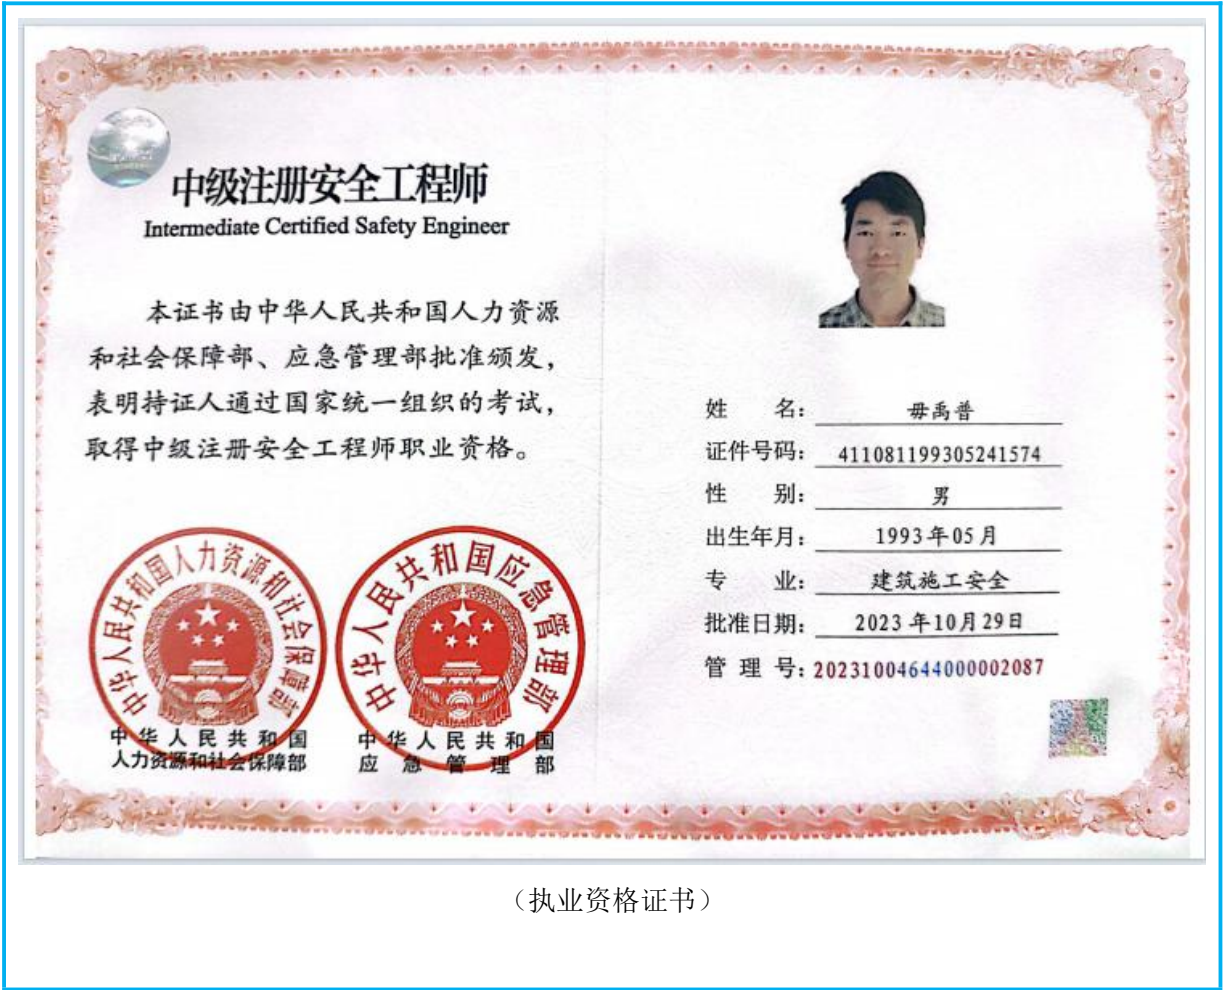 中级注册安全工程师
Intermediate Certified Safety Engineer
本证书由中华人民共和国人力资源
和社会保障部、应急管理部批准颁发，
表明持证人通过国家统一组织的考试，
取得中级注册安全工程师职业资格。
中华人民共和国人力资源和社会保障部
中华人民共和国应急管理部
中华人民共和国
人力资源和社会保障部
中华人民共和国
应急管理部
姓 名： 毋禹普
证件号码： 411081199305241574
性 别： 男
出生年月： 1993年05月
专 业： 建筑施工安全
批准日期： 2023年10月29日
管 理 号：20231004644000002087
（执业资格证书）